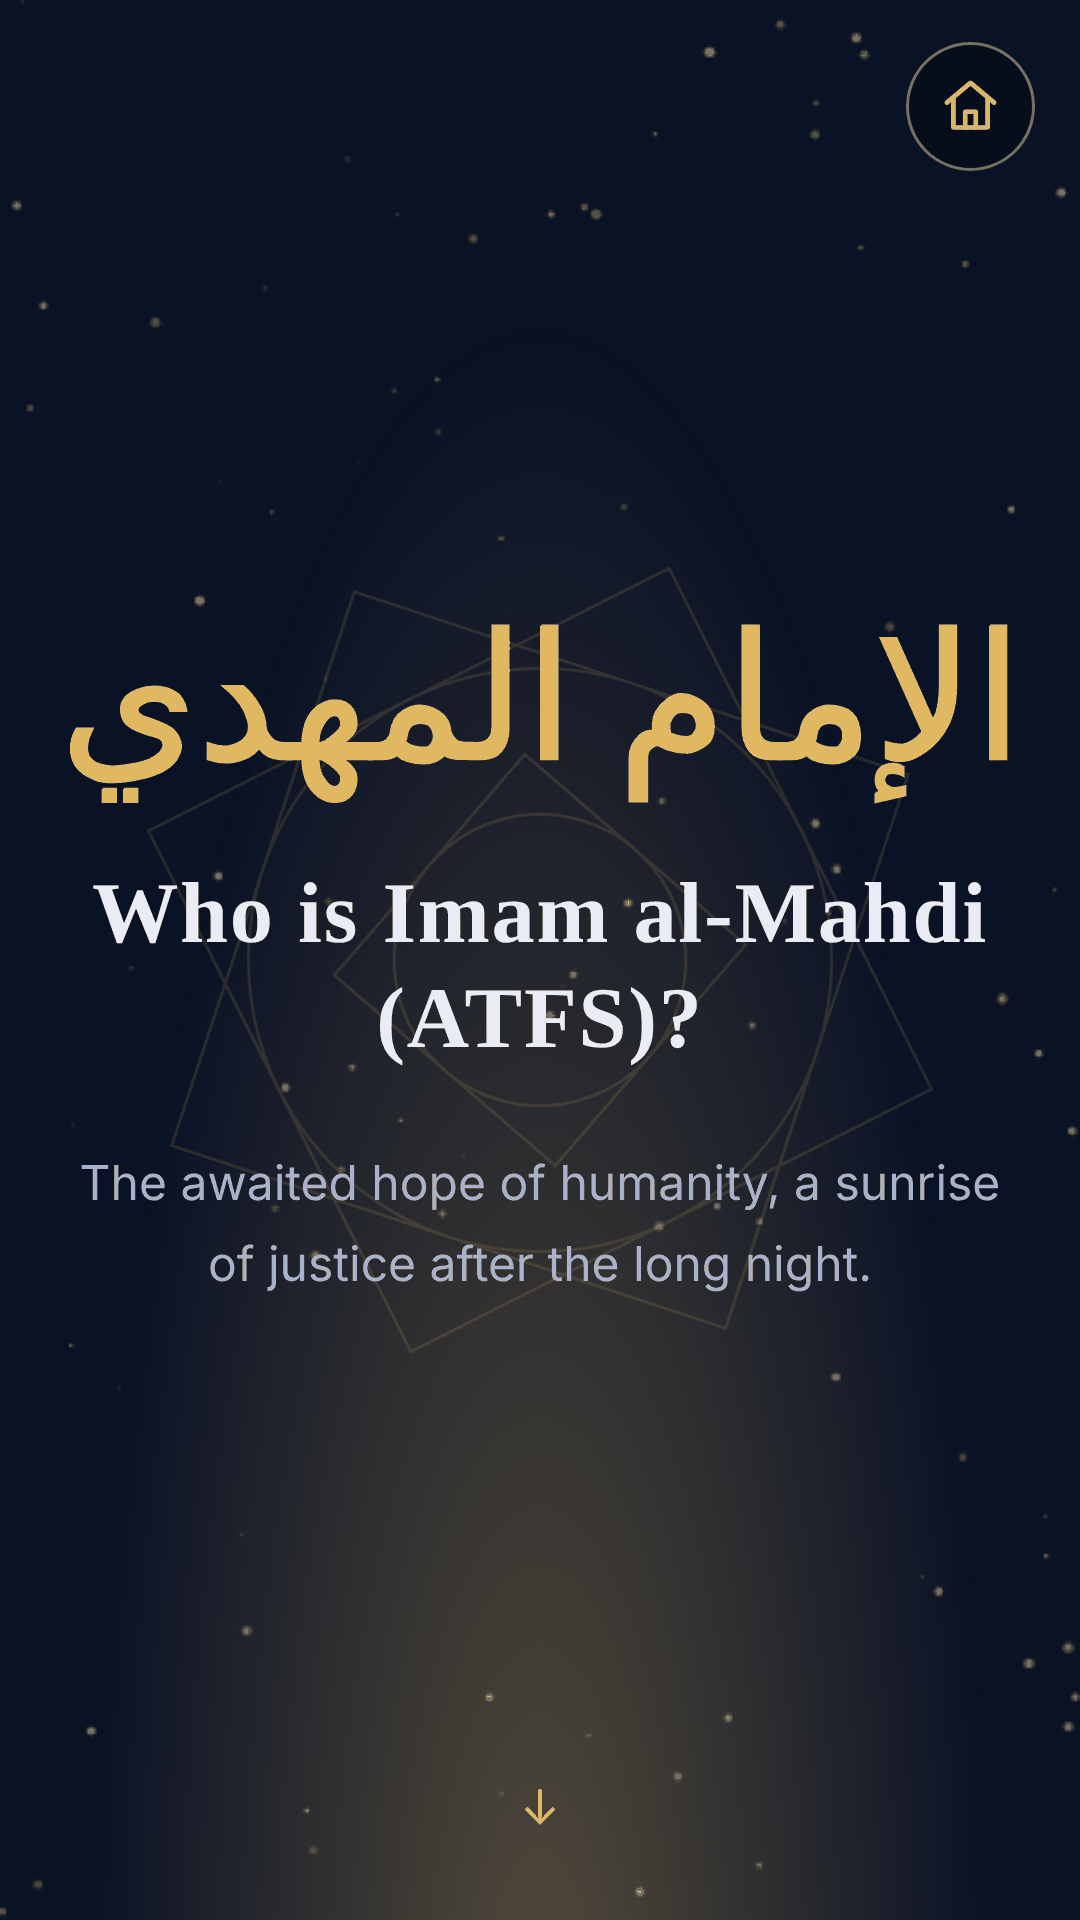 الإمام المهدي
Who is Imam al-Mahdi
(ATFS)?
The awaited hope of humanity, a sunrise
of justice after the long night.